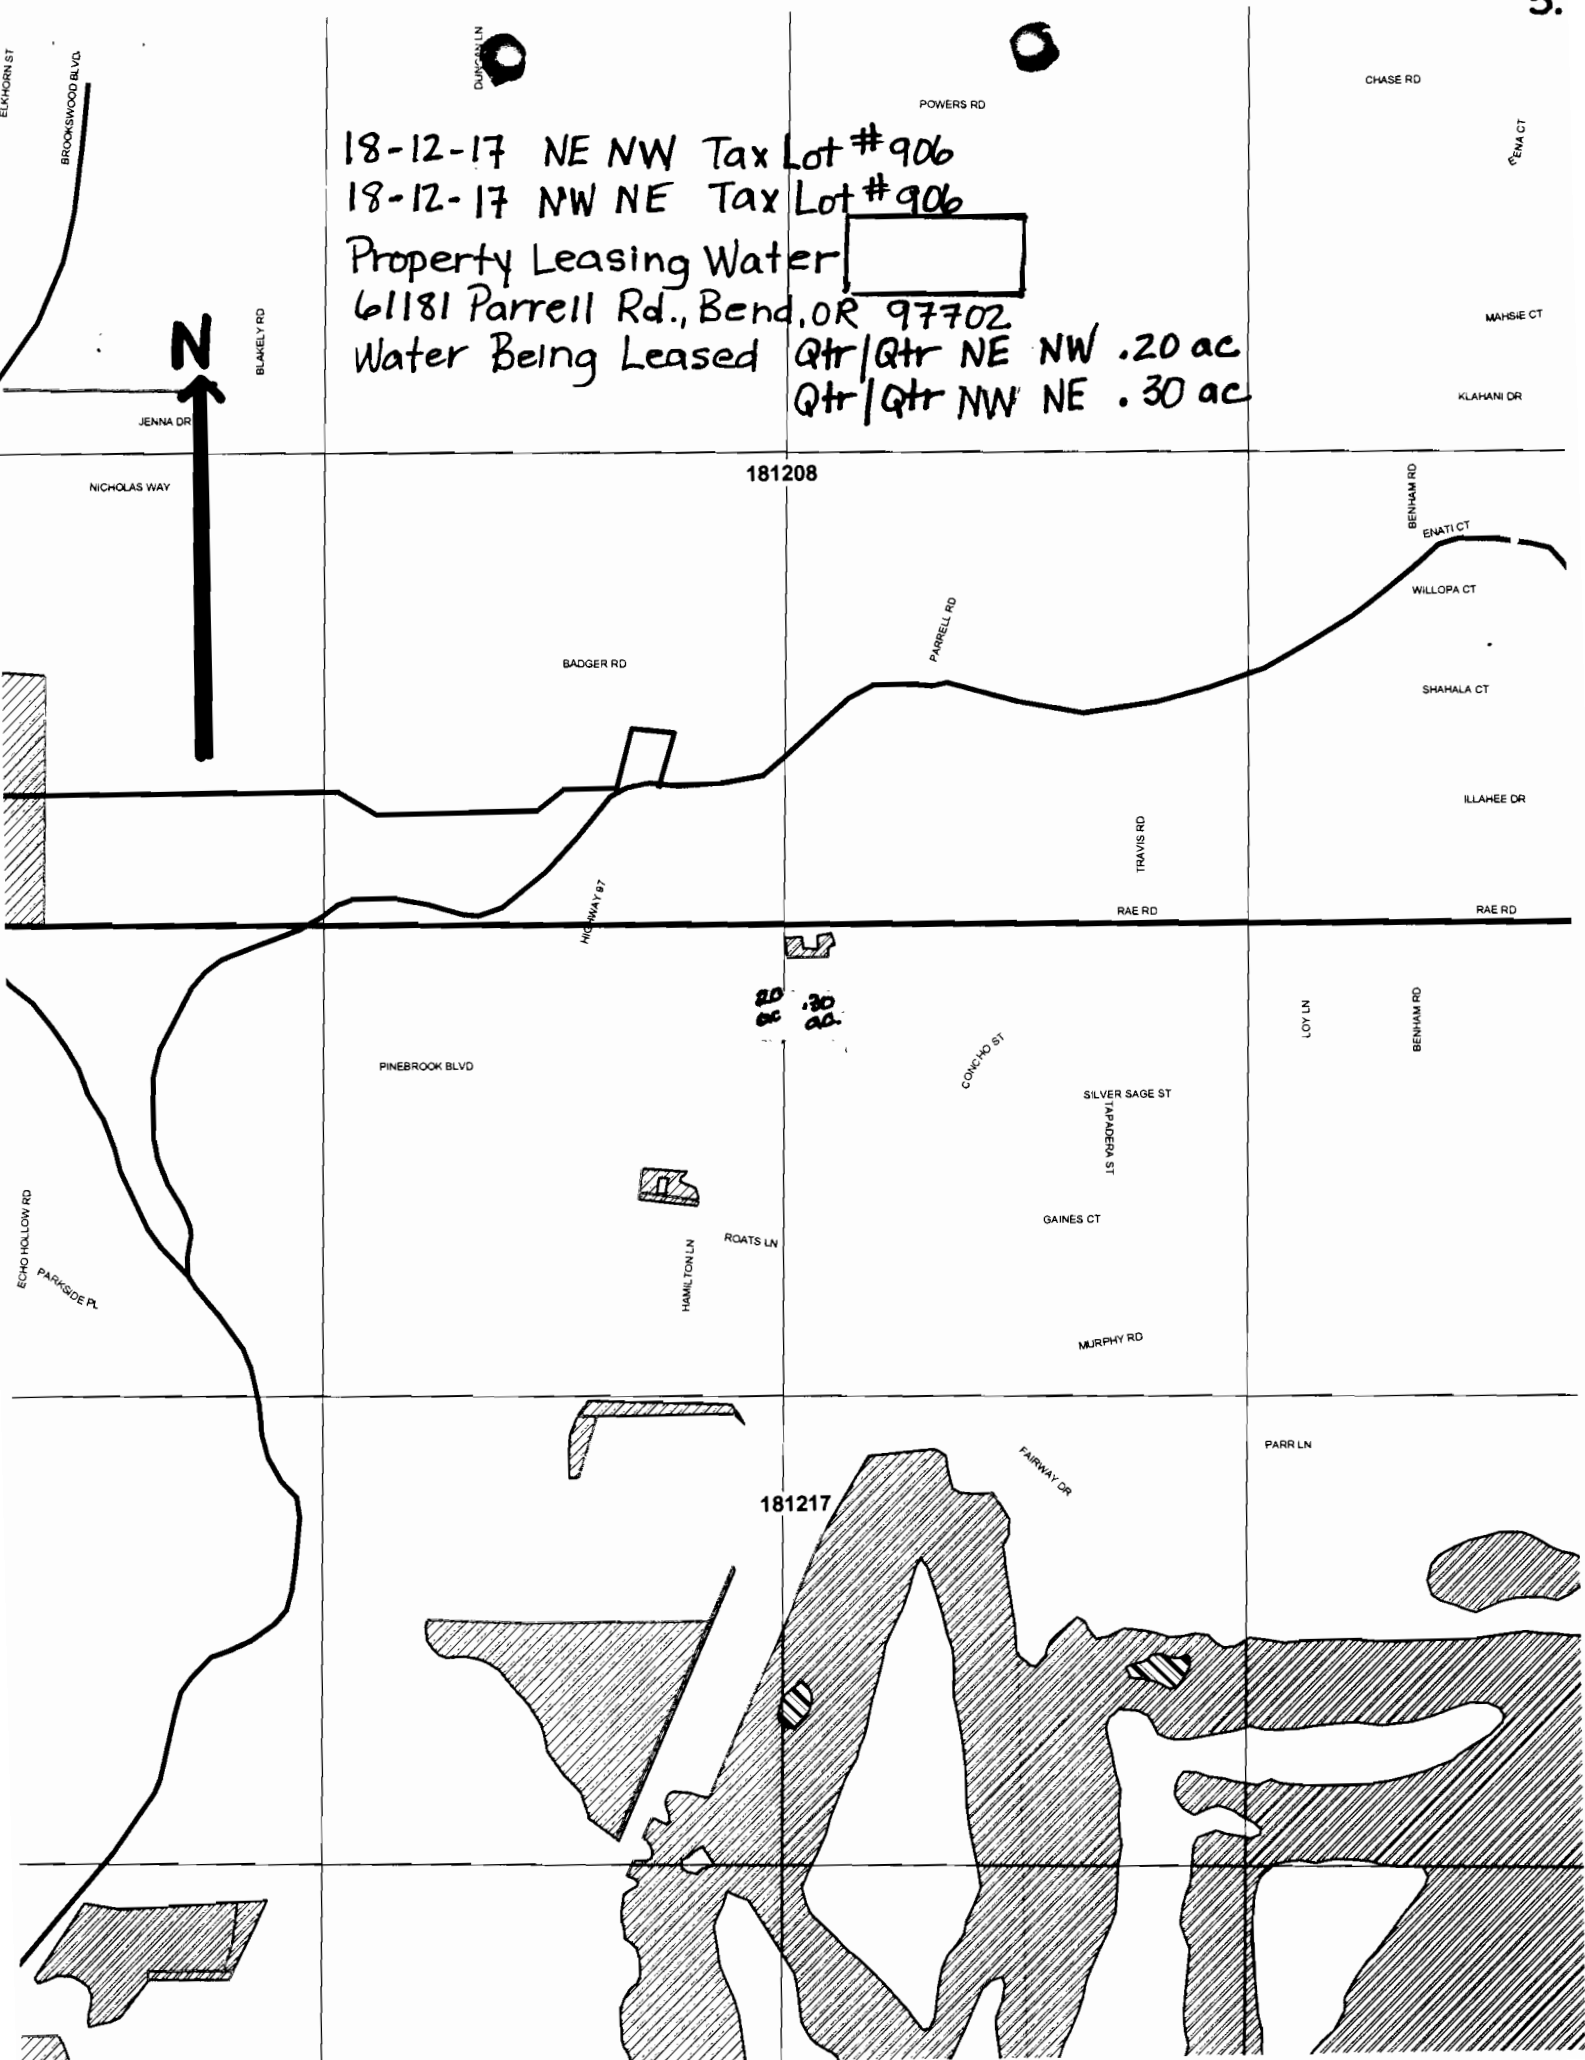 5.
ELKHORN ST
BROOKSWOOD BLVD.
DUNCAN LN
POWERS RD
CHASE RD
18-12-17 NE NW Tax Lot #906
18-12-17 NW NE Tax Lot #906
Property Leasing Water
61181 Parrell Rd., Bend, OR 97702
Water Being Leased Qtr/Qtr NE NW .20 ac
Qtr/Qtr NW NE .30 ac
N
BLAKELY RD
MAHSIE CT
KLAHANI DR
JENNA DR
NICHOLAS WAY
181208
BENHAM RD
ENATI CT
WILLOPA CT
PARRELL RD
BADGER RD
SHAHALA CT
ILLAHEE DR
TRAVIS RD
HIGHWAY 97
RAE RD
RAE RD
20 .30
ac ac.
LOY LN
BENHAM RD
PINEBROOK BLVD
CONCHO ST
SILVER SAGE ST
TAPADERA ST
ECHO HOLLOW RD
PARKSIDE PL
HAMILTON LN
ROATS LN
GAINES CT
MURPHY RD
FAIRWAY DR
PARR LN
181217